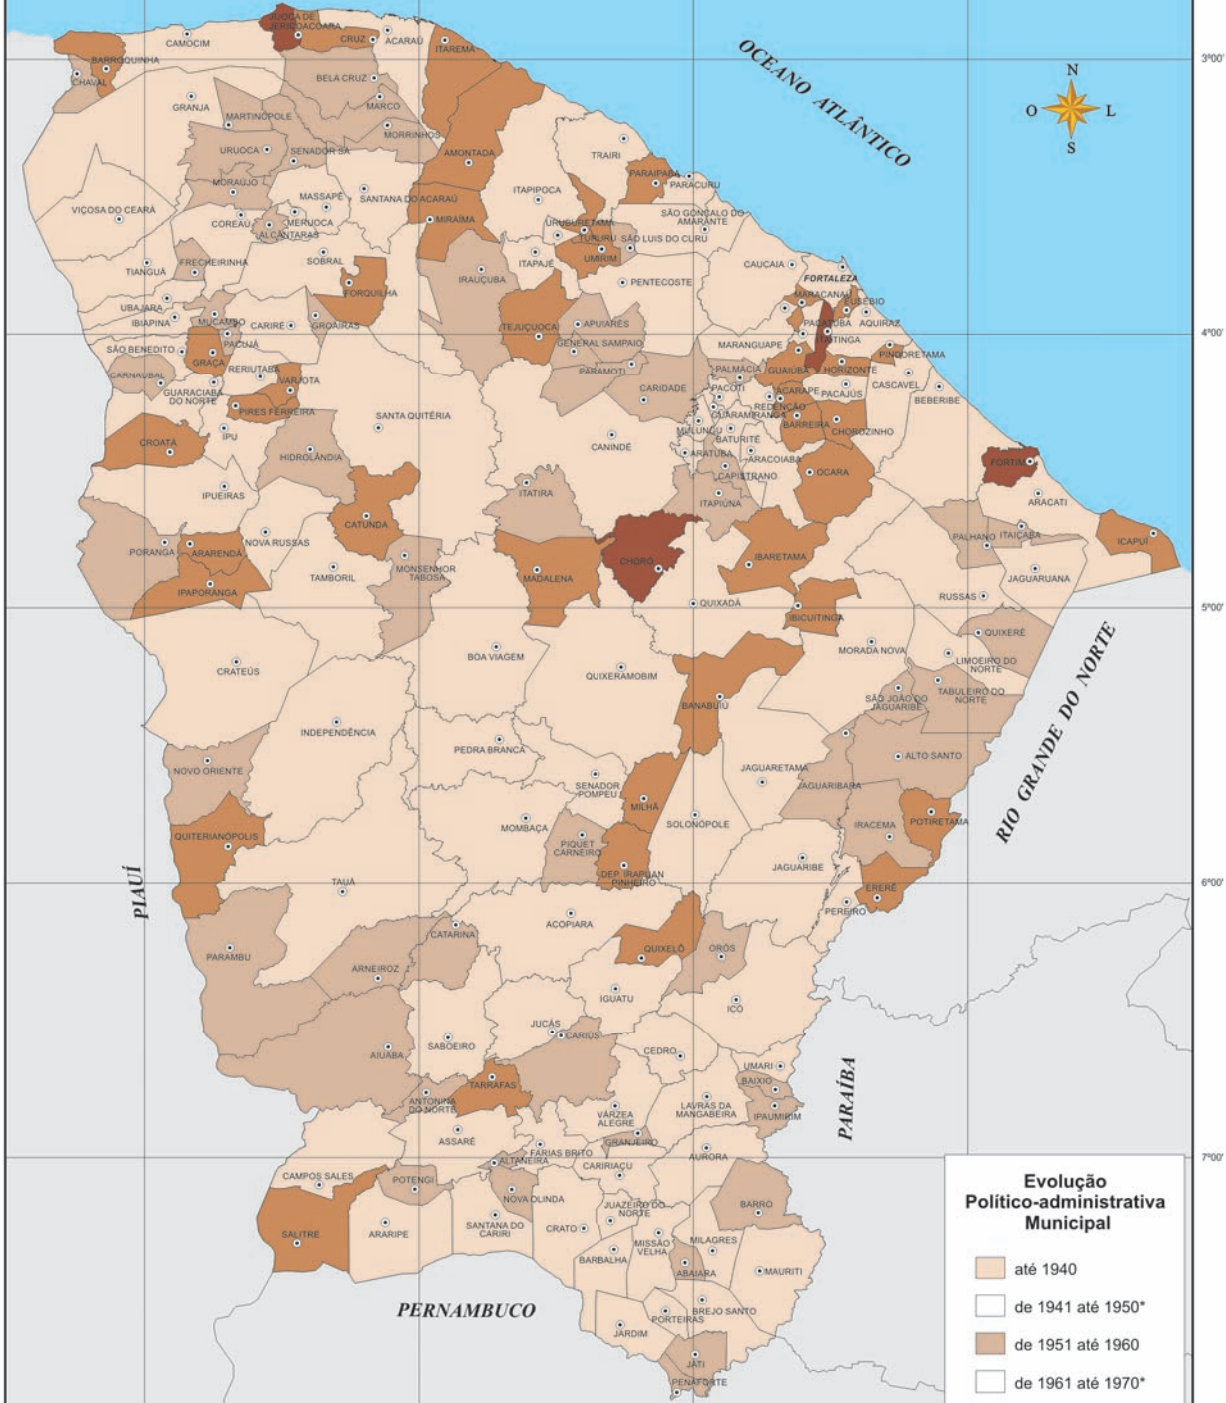 JIJOCA DE
JERICOACOARA
CAMOCIM
CRUZ
ACARAÚ
ITAREMA
BARROQUINHA
CHAVAL
BELA CRUZ
GRANJA
MARCO
MARTINÓPOLE
MORRINHOS
URUOCA
SENADOR SÁ
AMONTADA
TRAIRI
MORAÚJO
MASSAPÊ
SANTANA DO ACARAÚ
ITAPIPOCA
PARAIPABA
PARACURU
VIÇOSA DO CEARÁ
COREAÚ
MERUOCA
ALCÂNTARAS
MIRAÍMA
URUBURETAMA
TURURU
SÃO GONÇALO DO
AMARANTE
SÃO LUIS DO CURU
UMIRIM
TIANGUÁ
FRECHEIRINHA
SOBRAL
IRAUÇUBA
ITAPAJÉ
PENTECOSTE
CAUCAIA
FORTALEZA
FORQUILHA
UBAJARA
IBIAPINA
MUCAMBO
CARIRÉ
GROAÍRAS
TEJUÇUOCA
APUIARÉS
MARACANAÚ
EUSÉBIO
PACATUBA
AQUIRAZ
ITAITINGA
SÃO BENEDITO
PACUJÁ
GRAÇA
GENERAL SAMPAIO
MARANGUAPE
PINDORETAMA
CARNAUBAL
RERIUTABA
VARJOTA
PARAMOTI
PALMÁCIA
GUAIÚBA
HORIZONTE
GUARACIABA
DO NORTE
PIRES FERREIRA
CARIDADE
PACOTI
ACARAPE
REDENÇÃO
PACAJÚS
CASCAVEL
BEBERIBE
SANTA QUITÉRIA
GUARAMIRANGA
MULUNGU
BARREIRA
CHOROZINHO
CROATÁ
IPU
CANINDÉ
BATURITÉ
ARATUBA
ARACOIABA
HIDROLÂNDIA
CAPISTRANO
OCARA
FORTIM
IPUEIRAS
ITATIRA
ITAPIÚNA
ARACATI
CATUNDA
NOVA RUSSAS
PORANGA
ARARENDÁ
PALHANO
ITAIÇABA
ICAPUÍ
MONSENHOR
TABOSA
TAMBORIL
CHORÓ
IBARETAMA
MADALENA
JAGUARUANA
IPAPORANGA
QUIXADÁ
RUSSAS
IBICUITINGA
QUIXERÉ
CRATEÚS
BOA VIAGEM
QUIXERAMOBIM
MORADA NOVA
LIMOEIRO DO
NORTE
TABULEIRO DO
NORTE
SÃO JOÃO DO
JAGUARIBE
BANABUIÚ
INDEPENDÊNCIA
PEDRA BRANCA
ALTO SANTO
NOVO ORIENTE
SENADOR
POMPEU
JAGUARETAMA
JAGUARIBARA
MILHÃ
SOLONÓPOLE
QUITERIANÓPOLIS
MOMBAÇA
PIQUET
CARNEIRO
IRACEMA
POTIRETAMA
DEP. IRAPUAN
PINHEIRO
JAGUARIBE
TAUÁ
ERERÊ
PEREIRO
ACOPIARA
CATARINA
QUIXELÔ
ORÓS
PARAMBU
ARNEIROZ
IGUATU
ICÓ
JUCÁS
CARIÚS
SABOEIRO
AIUABA
CEDRO
UMARI
BAIXIO
TARRAFAS
ANTONINA
DO NORTE
VÁRZEA
ALEGRE
LAVRAS DA
MANGABEIRA
IPAUMIRIM
ASSARÉ
GRANJEIRO
FARIAS BRITO
AURORA
ALTANEIRA
CARIRIAÇU
CAMPOS SALES
POTENGI
NOVA OLINDA
BARRO
JUAZEIRO DO
NORTE
SALITRE
ARARIPE
SANTANA DO
CARIRI
CRATO
MISSÃO
VELHA
MILAGRES
BARBALHA
ABAIARA
MAURITI
BREJO SANTO
PORTEIRAS
JARDIM
JATI
PENAFORTE
OCEANO ATLÂNTICO
N
O
L
S
RIO GRANDE DO NORTE
PIAUÍ
PARAÍBA
PERNAMBUCO
3°00'
4°00'
5°00'
6°00'
7°00'
Evolução
Político-administrativa
Municipal
até 1940
de 1941 até 1950*
de 1951 até 1960
de 1961 até 1970*